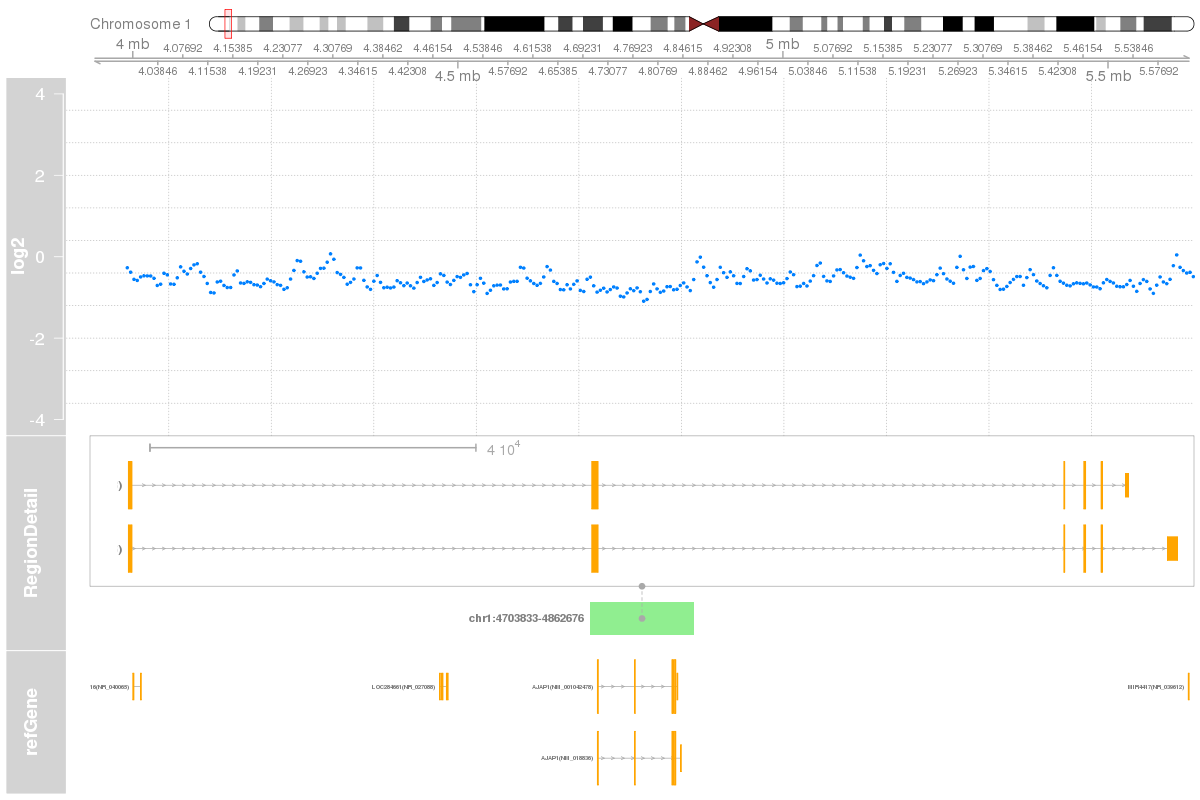 Chromosome 1
4 mb 4.07692 4.15385 4.23077 4.30769 4.38462 4.46154 4.53846 4.61538 4.69231 4.76923 4.84615 4.92308 5 mb 5.07692 5.15385 5.23077 5.30769 5.38462 5.46154 5.53846
4.03846 4.11538 4.19231 4.26923 4.34615 4.42308 4.5 mb 4.57692 4.65385 4.73077 4.80769 4.88462 4.96154 5.03846 5.11538 5.19231 5.26923 5.34615 5.42308 5.5 mb 5.57692
log2
4
2
0
-2
-4
RegionDetail
4 10^4
)
)
chr1:4703833-4862676
refGene
16(NR_040065)
LOC284661(NR_027088)
AJAP1(NM_001042478)
MIR4417(NR_039612)
AJAP1(NM_018836)